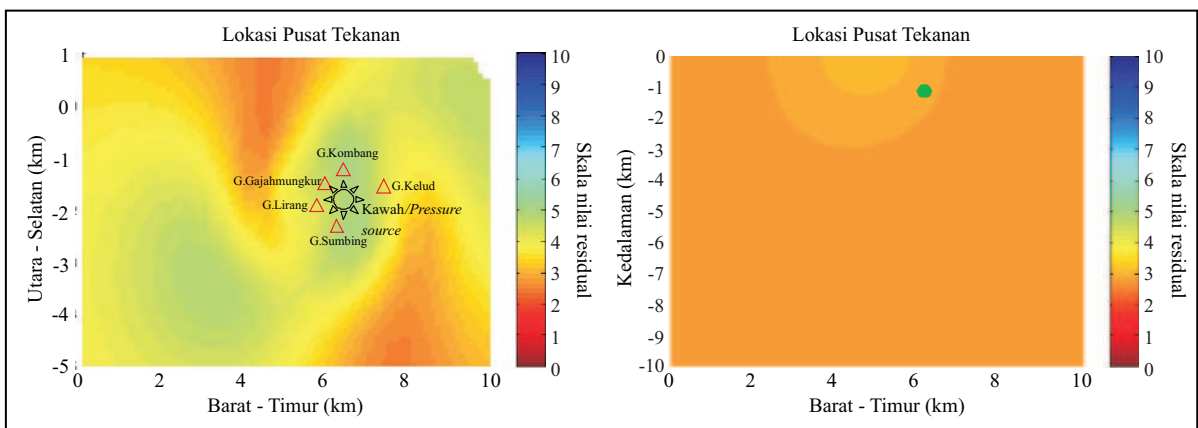 Lokasi Pusat Tekanan
1
0
-1
-2
-3
-4
-5
Utara - Selatan (km)
G.Kombang
G.Gajahmungkur
G.Kelud
G.Lirang
Kawah/Pressure
source
G.Sumbing
0 2 4 6 8 10
Barat - Timur (km)
10
9
8
7
6
5
4
3
2
1
0
Skala nilai residual
Lokasi Pusat Tekanan
0
-1
-2
-3
-4
-5
-6
-7
-8
-9
-10
Kedalaman (km)
0 2 4 6 8 10
Barat - Timur (km)
10
9
8
7
6
5
4
3
2
1
0
Skala nilai residual